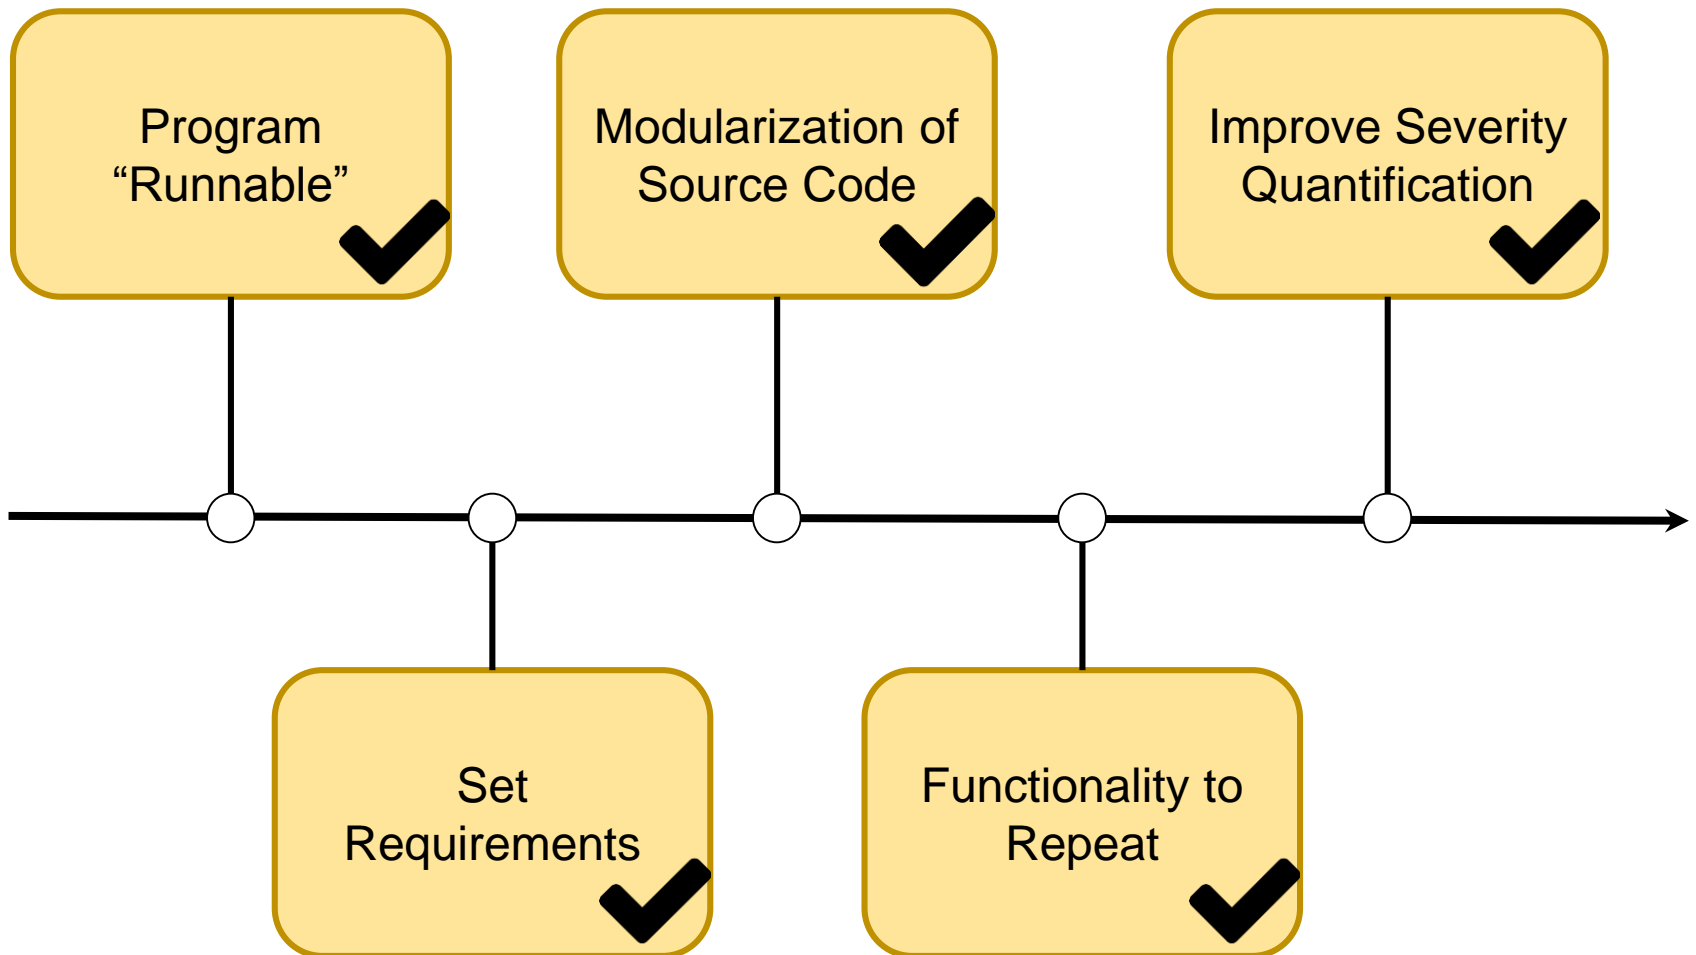 Program
“Runnable”
Set
Requirements
Modularization of
Source Code
Functionality to
Repeat
Improve Severity
Quantification